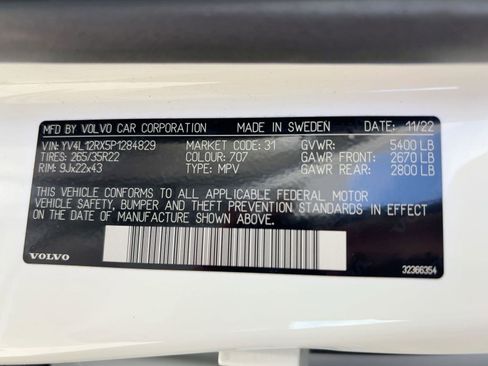 MFD BY VOLVO CAR CORPORATION MADE IN SWEDEN DATE: 11/22
VIN: YV4L12RX5P1284829 MARKET CODE: 31 GVWR: 5400 LB
TIRES: 265/35R22 COLOUR: 707 GAWR FRONT: 2670 LB
RIM: 9Jx22x43 TYPE: MPV GAWR REAR: 2800 LB
THIS VEHICLE CONFORMS TO ALL APPLICABLE FEDERAL MOTOR
VEHICLE SAFETY, BUMPER AND THEFT PREVENTION STANDARDS IN EFFECT
ON THE DATE OF MANUFACTURE SHOWN ABOVE.
VOLVO 32366354